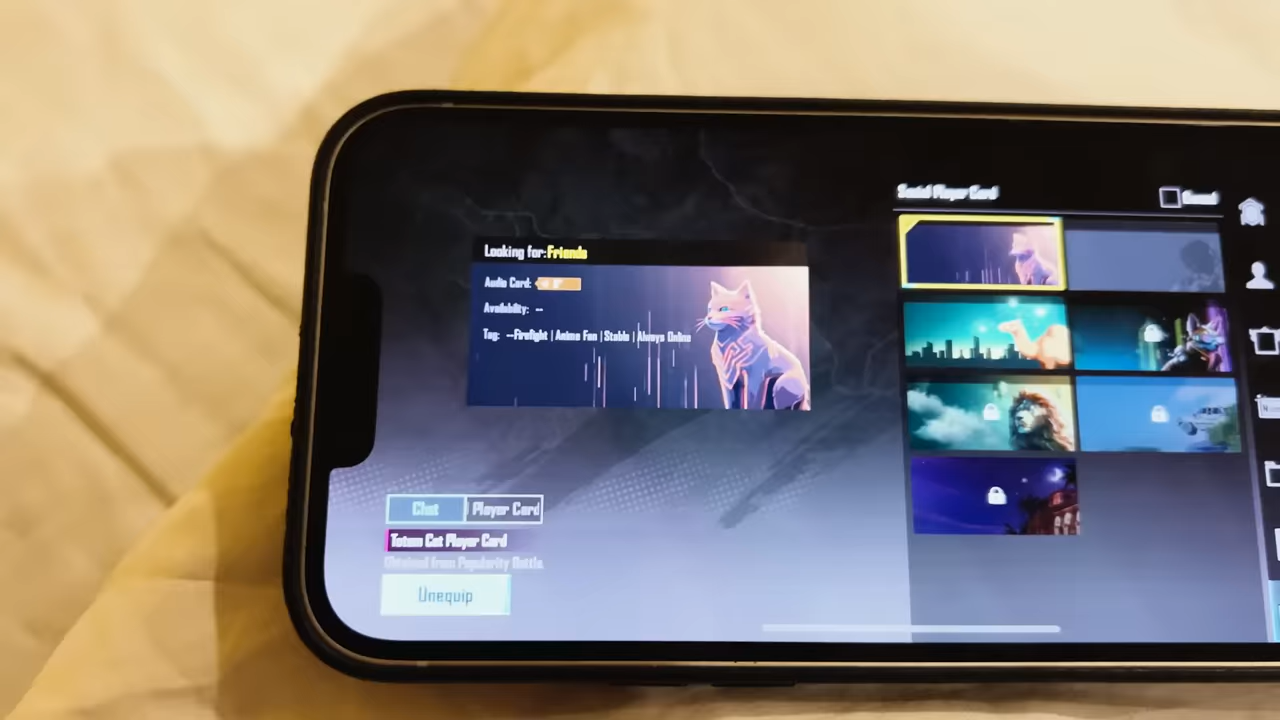 Looking for: Friends
Audio Card:
Availability: --
Tag: --Firefight | Anime Fan | Stable | Always Online
Chat
Player Card
Totem Cat Player Card
Obtained from Popularity Battle.
Unequip
Social Player Card